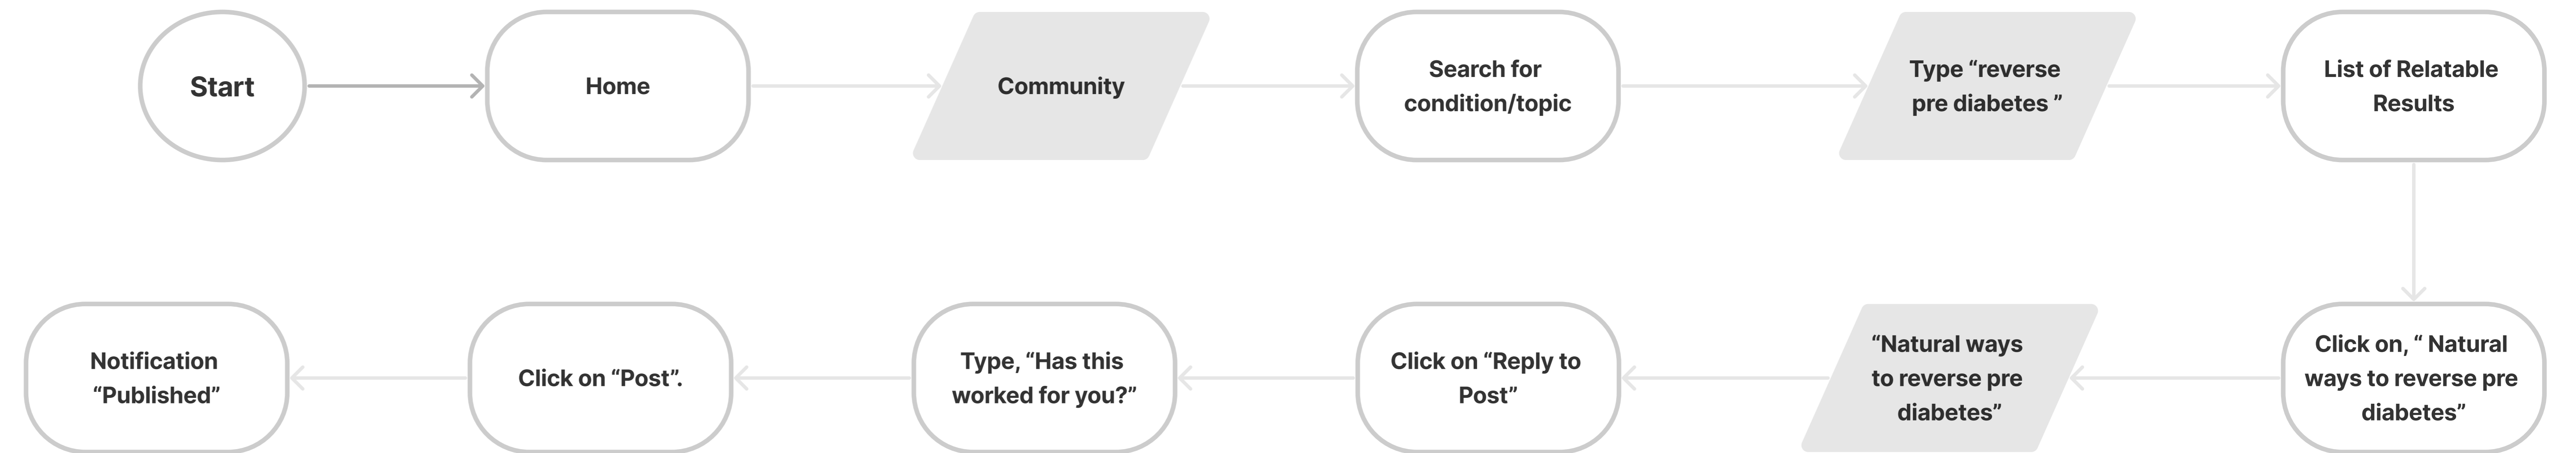 Start
Home
Community
Search for
condition/topic
Type “reverse
pre diabetes ”
List of Relatable
Results
Click on, “ Natural
ways to reverse pre
diabetes”
“Natural ways
to reverse pre
diabetes”
Click on “Reply to
Post”
Type, “Has this
worked for you?”
Click on “Post”.
Notification
“Published”